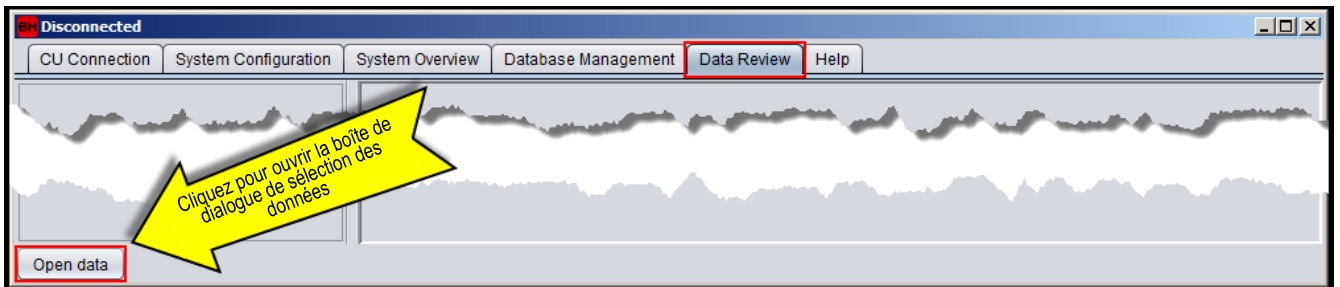 BM Disconnected
CU Connection System Configuration System Overview Database Management Data Review Help
Cliquez pour ouvrir la boîte de
dialogue de sélection des
données
Open data